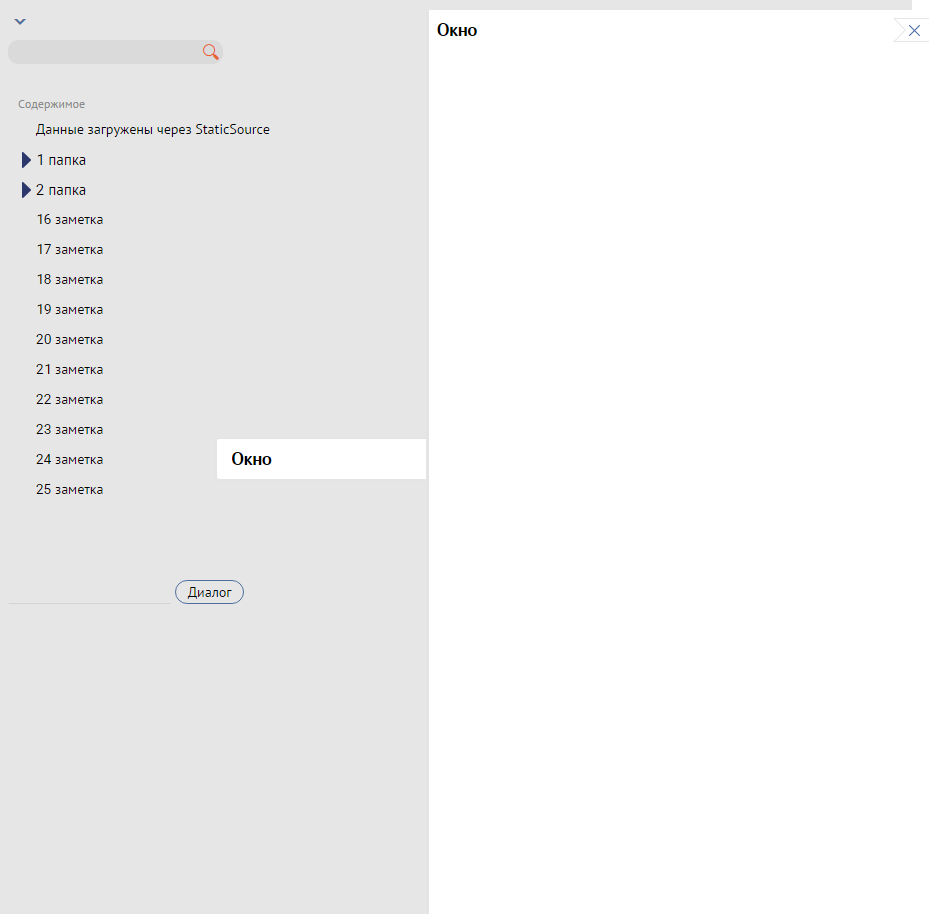 Окно
Содержимое
Данные загружены через StaticSource
1 папка
2 папка
16 заметка
17 заметка
18 заметка
19 заметка
20 заметка
21 заметка
22 заметка
23 заметка
24 заметка
Окно
25 заметка
Диалог